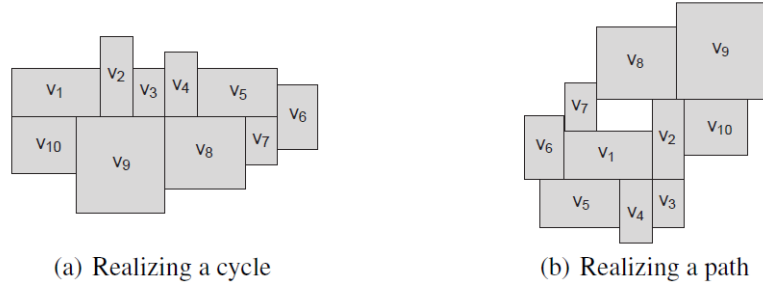 v1 v2 v3 v4 v5 v6
v10 v9 v8 v7
v8 v9
v7 v2 v10
v6 v1
v5 v4 v3
(a) Realizing a cycle (b) Realizing a path